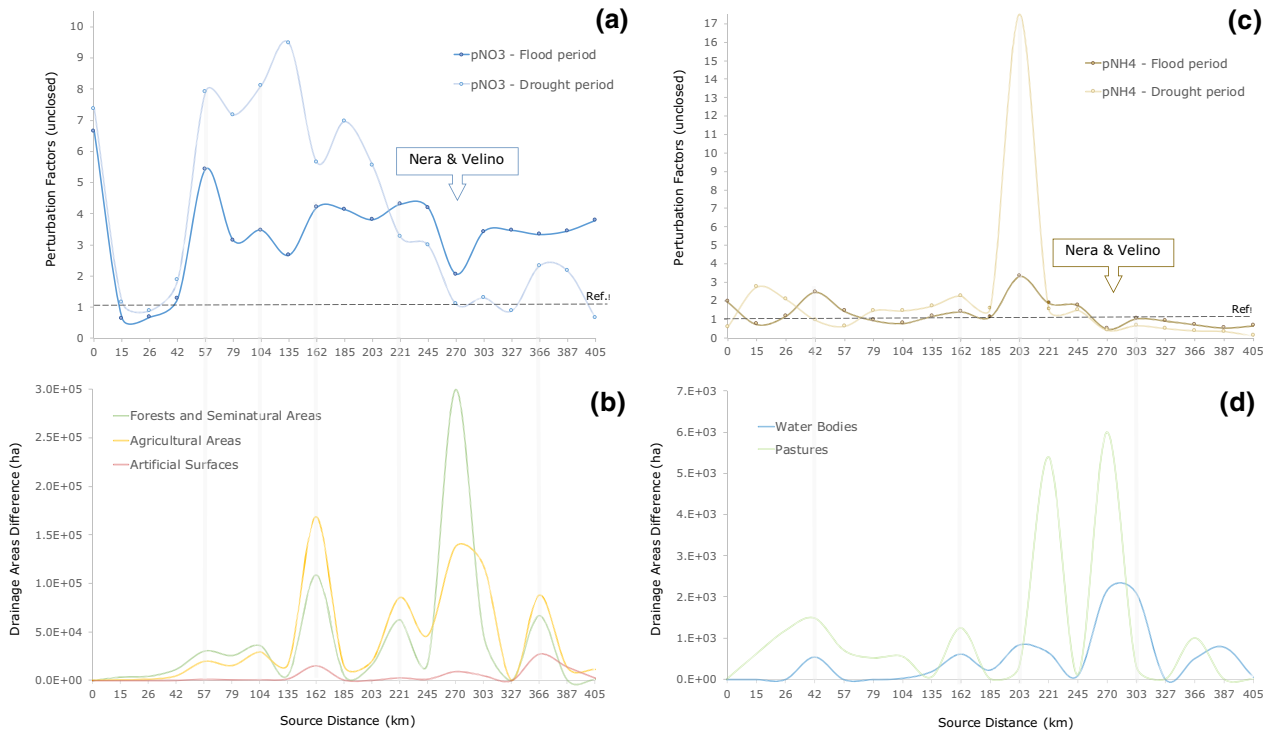 (a)
Perturbation Factors (unclosed)
10
9
8
7
6
5
4
3
2
1
0
pNO3 - Flood period
pNO3 - Drought period
Nera & Velino
Ref.
0 15 26 42 57 79 104 135 162 185 203 221 245 270 303 327 366 387 405
(c)
Perturbation Factors (unclosed)
17
16
15
14
13
12
11
10
9
8
7
6
5
4
3
2
1
0
pNH4 - Flood period
pNH4 - Drought period
Nera & Velino
Ref
0 15 26 42 57 79 104 135 162 185 203 221 245 270 303 327 366 387 405
(b)
Drainage Areas Difference (ha)
3.0E+05
2.5E+05
2.0E+05
1.5E+05
1.0E+05
5.0E+04
0.0E+00
Forests and Seminatural Areas
Agricultural Areas
Artificial Surfaces
0 15 26 42 57 79 104 135 162 185 203 221 245 270 303 327 366 387 405
Source Distance (km)
(d)
Drainage Areas Difference (ha)
7.E+03
6.E+03
5.E+03
4.E+03
3.E+03
2.E+03
1.E+03
0.E+00
Water Bodies
Pastures
0 15 26 42 57 79 104 135 162 185 203 221 245 270 303 327 366 387 405
Source Distance (km)